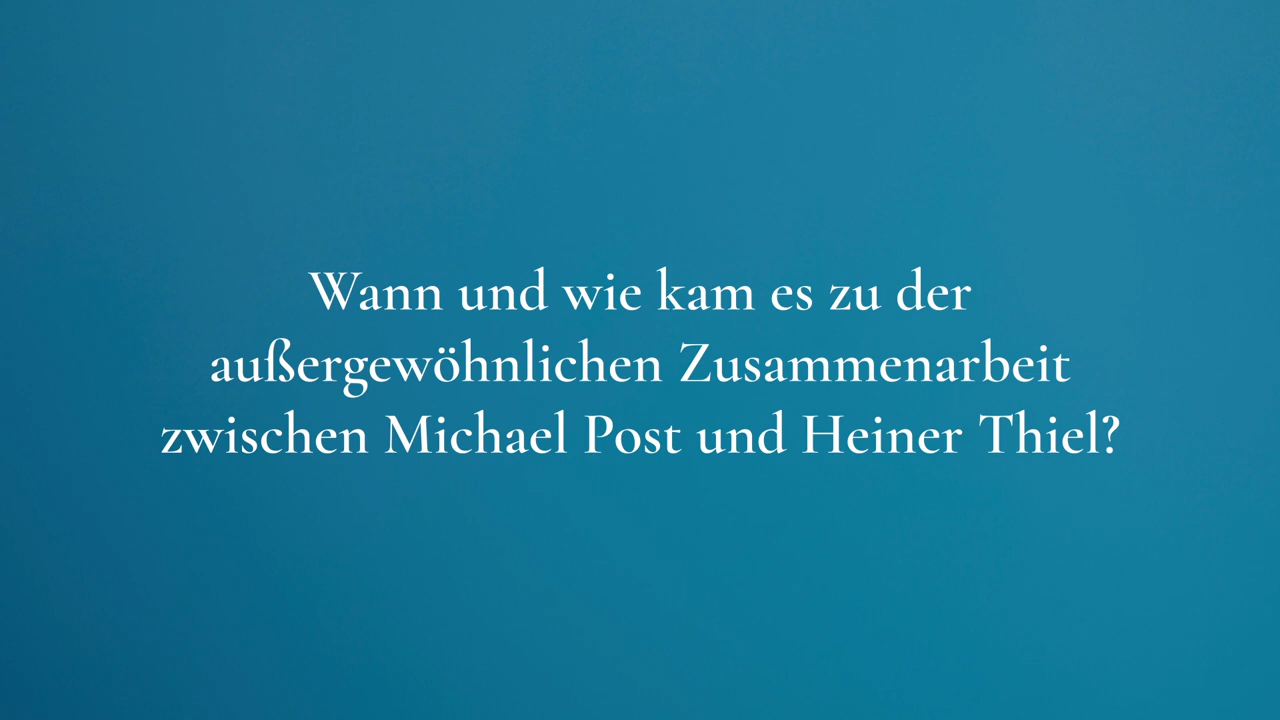 Wann und wie kam es zu der
außergewöhnlichen Zusammenarbeit
zwischen Michael Post und Heiner Thiel?